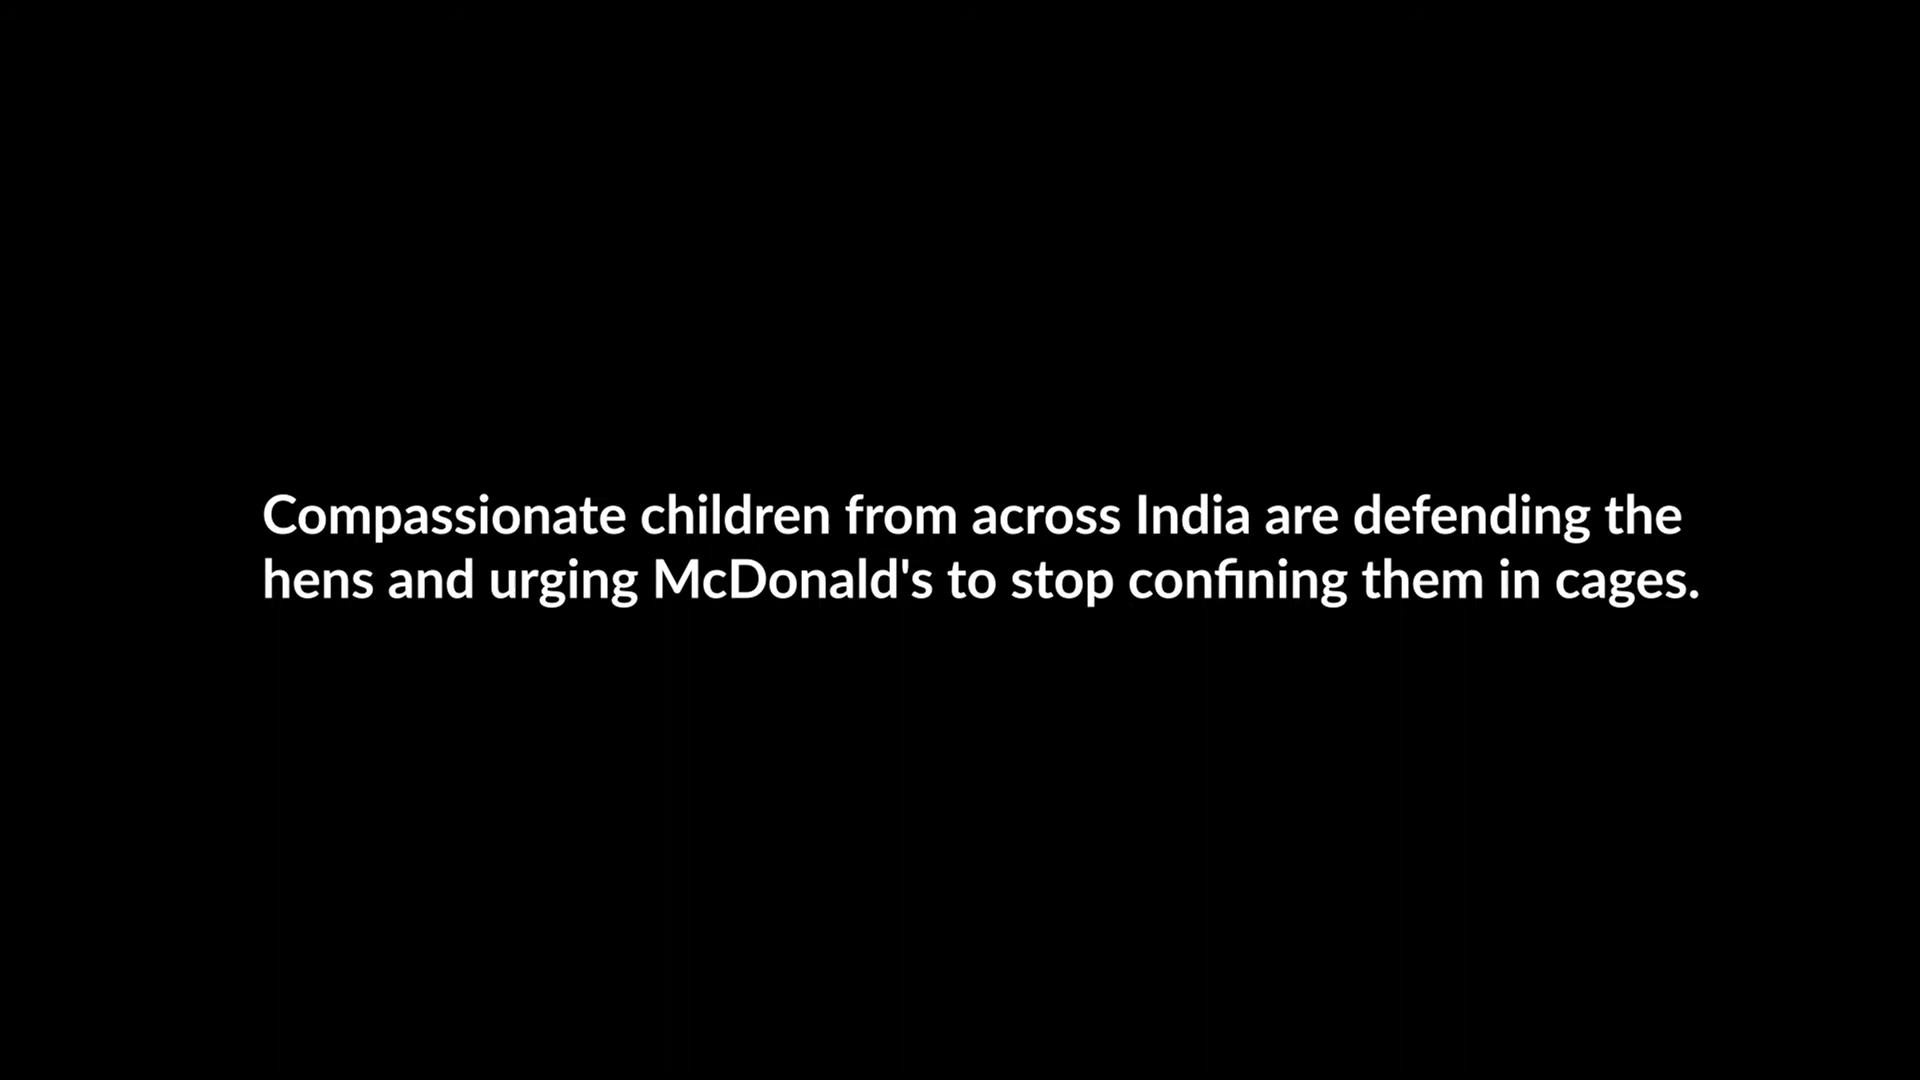 Compassionate children from across India are defending the
hens and urging McDonald's to stop confining them in cages.